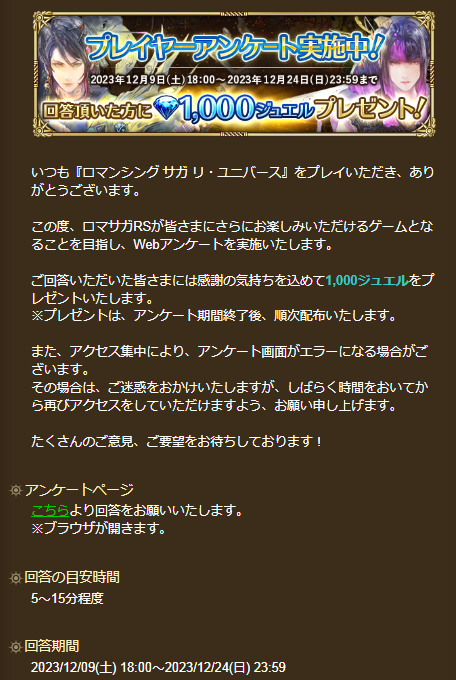 プレイヤーアンケート実施中!
2023年12月9日(土)18:00～2023年12月24日(日)23:59まで
回答頂いた方に1,000ジュエルプレゼント!
いつも『ロマンシング サガ リ・ユニバース』をプレイいただき、あり
がとうございます。
この度、ロマサガRSが皆さまにさらにお楽しみいただけるゲームとな
ることを目指し、Webアンケートを実施いたします。
ご回答いただいた皆さまには感謝の気持ちを込めて1,000ジュエルをプ
レゼントいたします。
※プレゼントは、アンケート期間終了後、順次配布いたします。
また、アクセス集中により、アンケート画面がエラーになる場合がご
ざいます。
その場合は、ご迷惑をおかけいたしますが、しばらく時間をおいてか
ら再びアクセスをしていただけますよう、お願い申し上げます。
たくさんのご意見、ご要望をお待ちしております！
アンケートページ
こちらより回答をお願いいたします。
※ブラウザが開きます。
回答の目安時間
5～15分程度
回答期間
2023/12/09(土) 18:00～2023/12/24(日) 23:59